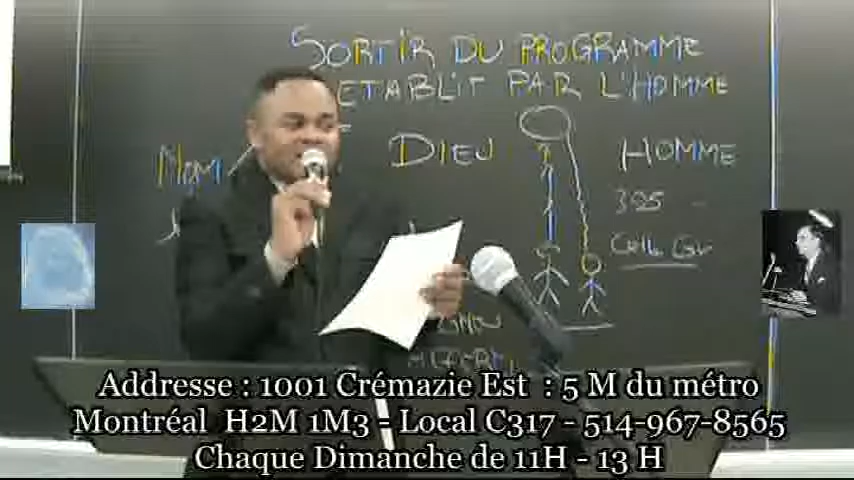 SORTIR DU PROGRAMME
ETABLIT PAR L'HOMME
DIEU
HOMME
Addresse : 1001 Crémazie Est : 5 M du métro
Montréal H2M 1M3 - Local C317 - 514-967-8565
Chaque Dimanche de 11H - 13 H